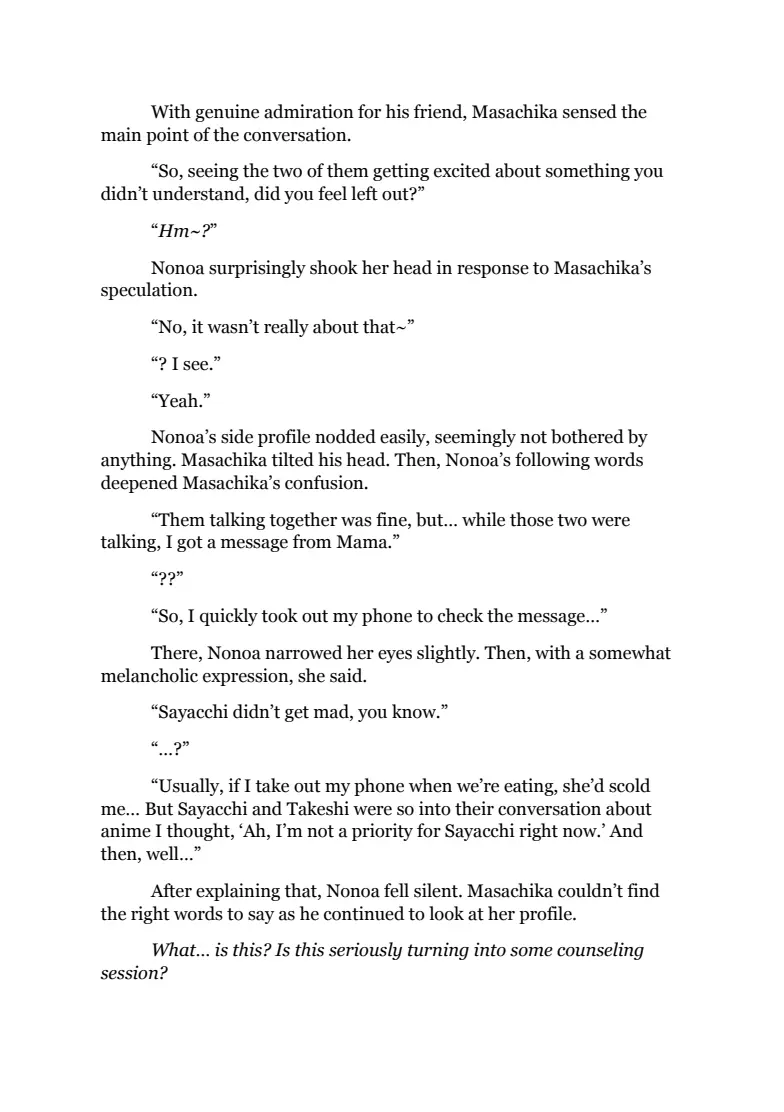 With genuine admiration for his friend, Masachika sensed the
main point of the conversation.
“So, seeing the two of them getting excited about something you
didn’t understand, did you feel left out?”
“Hm~?”
Nonoa surprisingly shook her head in response to Masachika’s
speculation.
“No, it wasn’t really about that~”
“? I see.”
“Yeah.”
Nonoa’s side profile nodded easily, seemingly not bothered by
anything. Masachika tilted his head. Then, Nonoa’s following words
deepened Masachika’s confusion.
“Them talking together was fine, but… while those two were
talking, I got a message from Mama.”
“??”
“So, I quickly took out my phone to check the message…”
There, Nonoa narrowed her eyes slightly. Then, with a somewhat
melancholic expression, she said.
“Sayacchi didn’t get mad, you know.”
“…?”
“Usually, if I take out my phone when we’re eating, she’d scold
me… But Sayacchi and Takeshi were so into their conversation about
anime I thought, ‘Ah, I’m not a priority for Sayacchi right now.’ And
then, well…”
After explaining that, Nonoa fell silent. Masachika couldn’t find
the right words to say as he continued to look at her profile.
What… is this? Is this seriously turning into some counseling
session?